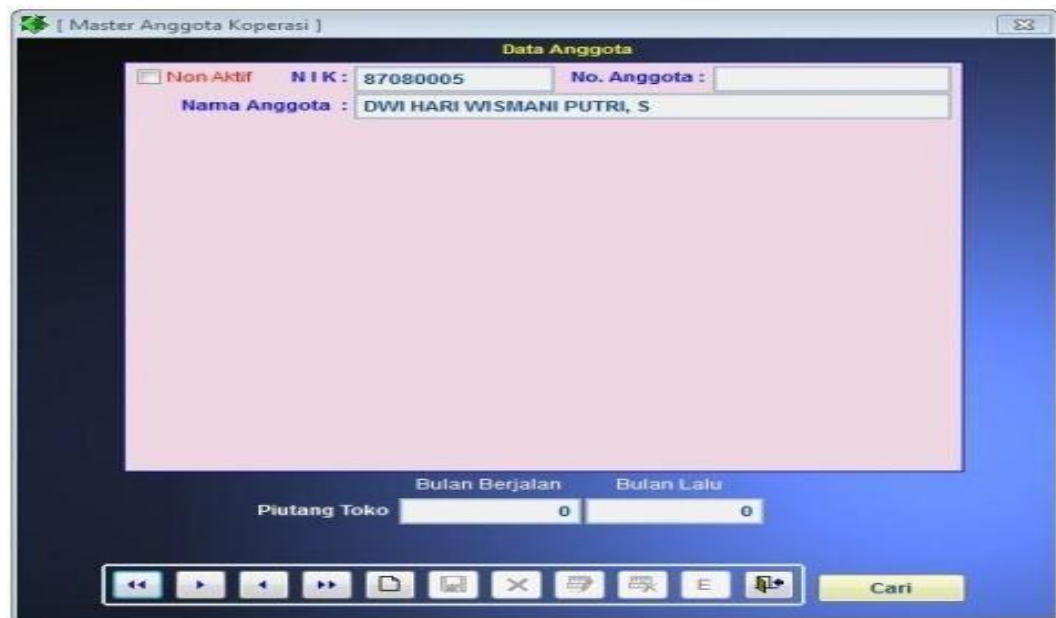 [ Master Anggota Koperasi ]
Data Anggota
Non Aktif N I K : 87080005 No. Anggota :
Nama Anggota : DWI HARI WISMANI PUTRI, S
Bulan Berjalan Bulan Lalu
Piutang Toko 0 0
E Cari